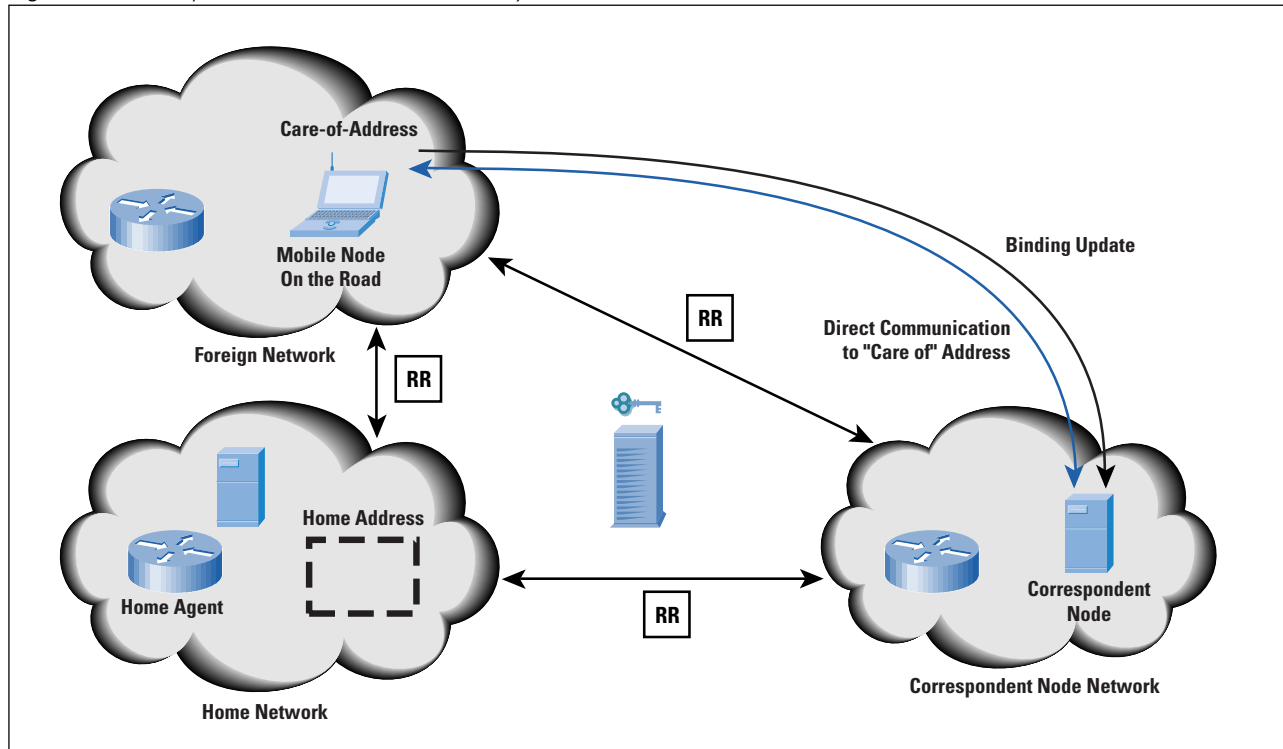 Care-of-Address
Mobile Node
On the Road
Foreign Network
Binding Update
RR
Direct Communication
to "Care of" Address
RR
Home Address
Home Agent
RR
Correspondent
Node
Home Network
Correspondent Node Network